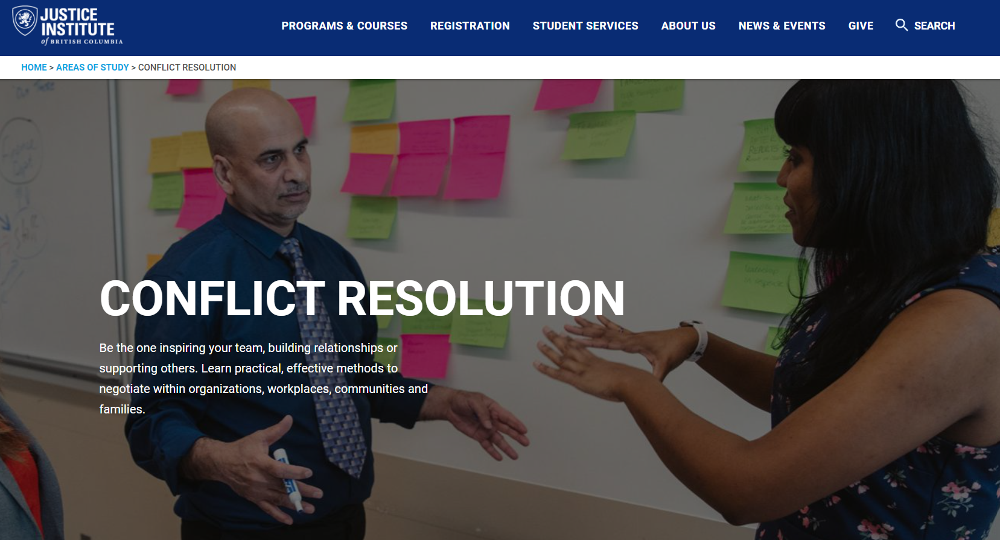 JUSTICE
INSTITUTE
of BRITISH COLUMBIA
PROGRAMS & COURSES
REGISTRATION
STUDENT SERVICES
ABOUT US
NEWS & EVENTS
GIVE
SEARCH
HOME > AREAS OF STUDY > CONFLICT RESOLUTION
CONFLICT RESOLUTION
Be the one inspiring your team, building relationships or
supporting others. Learn practical, effective methods to
negotiate within organizations, workplaces, communities and
families.